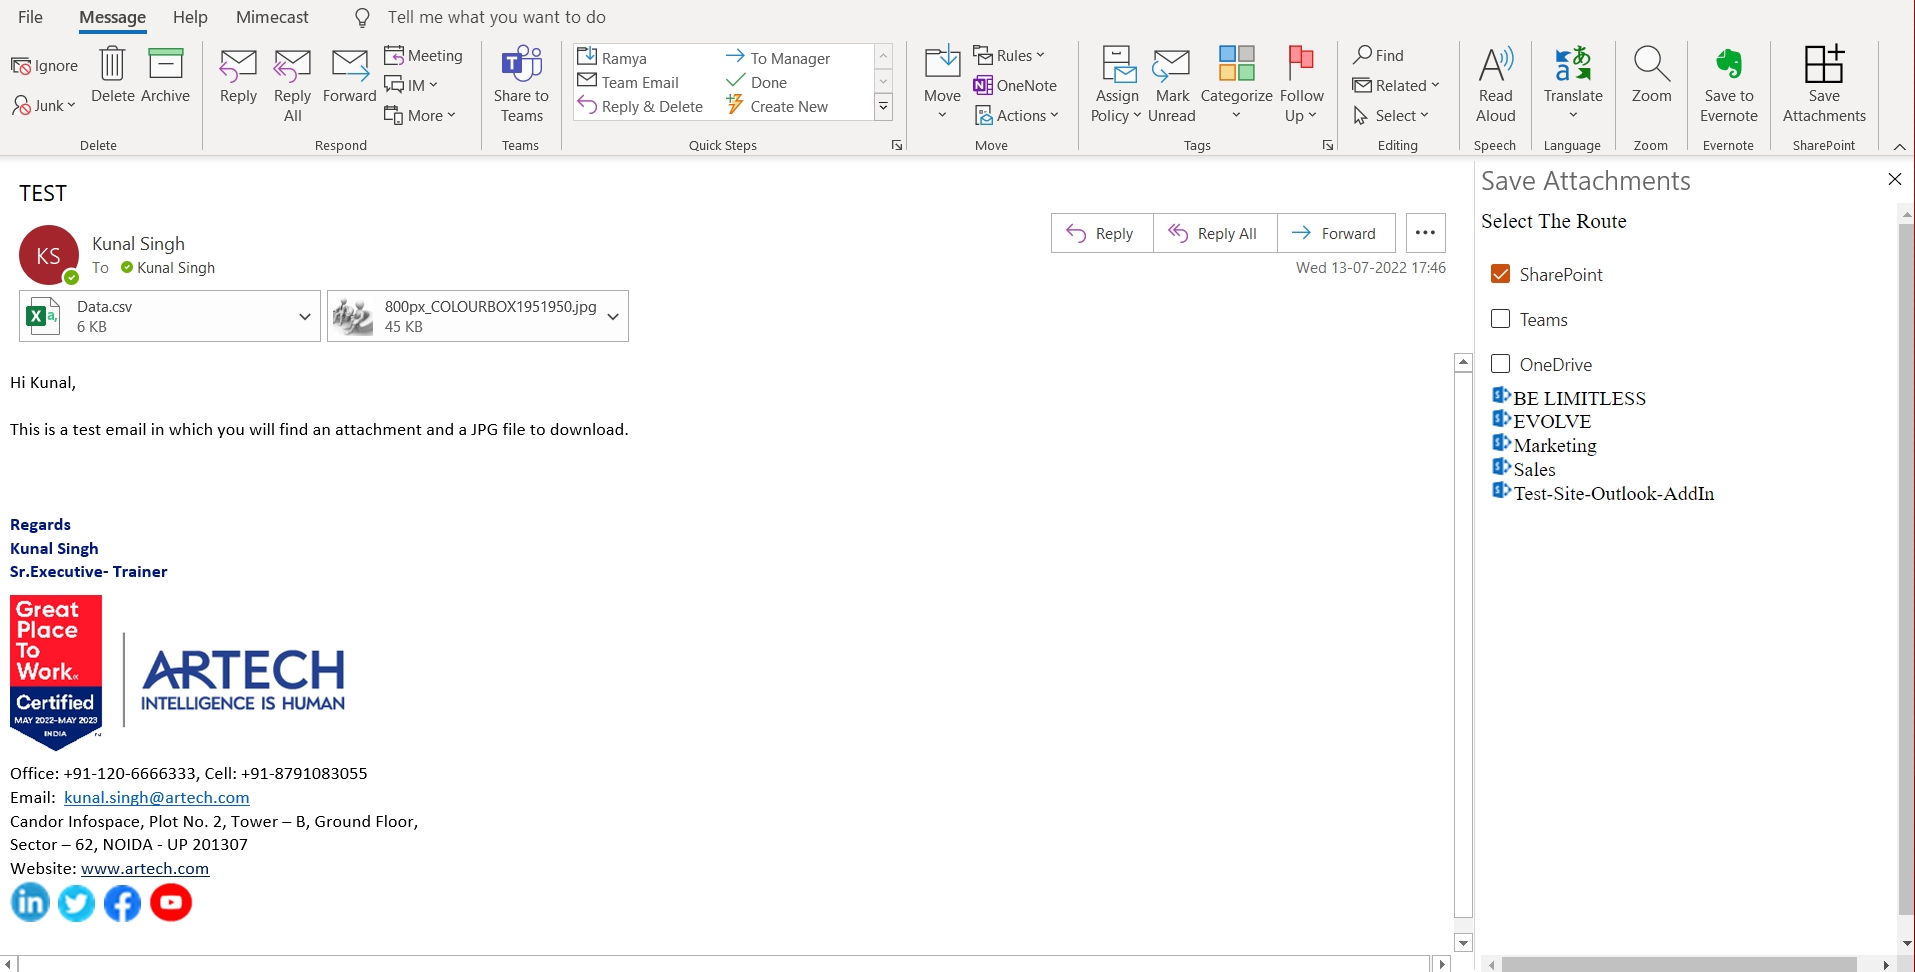 File Message Help Mimecast Tell me what you want to do
Ignore
Junk
Delete
Archive
Delete
Reply
Reply All
Forward
Meeting
IM
More
Respond
Share to Teams
Teams
Ramya
Team Email
Reply & Delete
To Manager
Done
Create New
Quick Steps
Move
Rules
OneNote
Actions
Move
Assign Policy
Mark Unread
Categorize
Follow Up
Tags
Find
Related
Select
Editing
Read Aloud
Speech
Translate
Language
Zoom
Zoom
Save to Evernote
Evernote
Save Attachments
SharePoint
TEST
KS
Kunal Singh
To Kunal Singh
Reply Reply All Forward
Wed 13-07-2022 17:46
Data.csv
6 KB
800px_COLOURBOX1951950.jpg
45 KB
Hi Kunal,
This is a test email in which you will find an attachment and a JPG file to download.
Regards
Kunal Singh
Sr.Executive- Trainer
Great
Place
To
Work.
Certified
MAY 2022-MAY 2023
INDIA
ARTECH
INTELLIGENCE IS HUMAN
Office: +91-120-6666333, Cell: +91-8791083055
Email: kunal.singh@artech.com
Candor Infospace, Plot No. 2, Tower – B, Ground Floor,
Sector – 62, NOIDA - UP 201307
Website: www.artech.com
in
Save Attachments
Select The Route
SharePoint
Teams
OneDrive
BE LIMITLESS
EVOLVE
Marketing
Sales
Test-Site-Outlook-AddIn